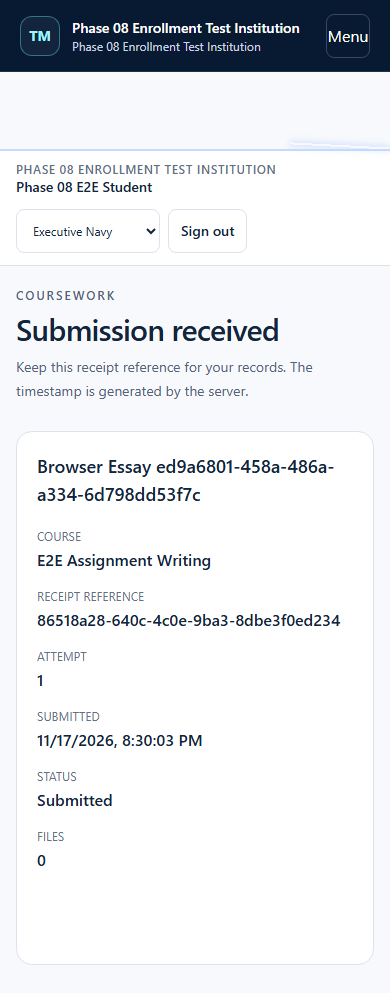 TM
Phase 08 Enrollment Test Institution
Phase 08 Enrollment Test Institution
Menu
PHASE 08 ENROLLMENT TEST INSTITUTION
Phase 08 E2E Student
Executive Navy
Sign out
COURSEWORK
Submission received
Keep this receipt reference for your records. The
timestamp is generated by the server.
Browser Essay ed9a6801-458a-486a-
a334-6d798dd53f7c
COURSE
E2E Assignment Writing
RECEIPT REFERENCE
86518a28-640c-4c0e-9ba3-8dbe3f0ed234
ATTEMPT
1
SUBMITTED
11/17/2026, 8:30:03 PM
STATUS
Submitted
FILES
0